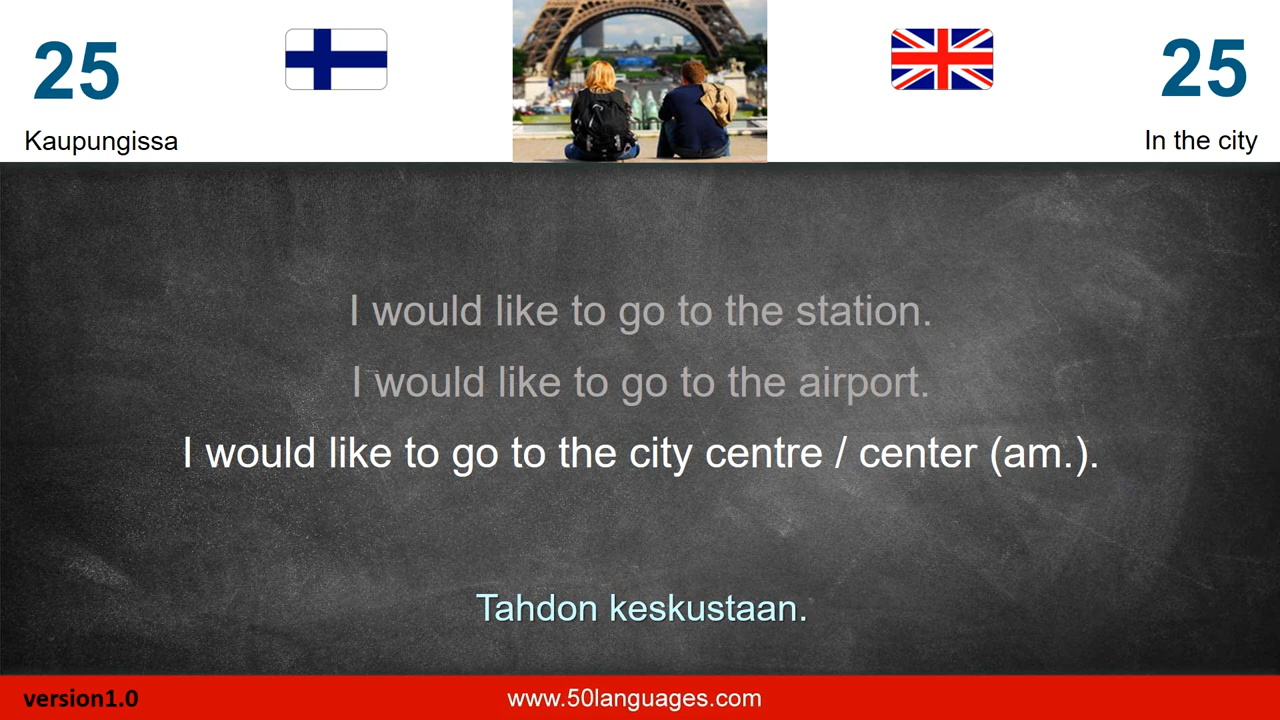 25
25
Kaupungissa
In the city
I would like to go to the station.
I would like to go to the airport.
I would like to go to the city centre / center (am.).
Tahdon keskustaan.
version1.0
www.50languages.com